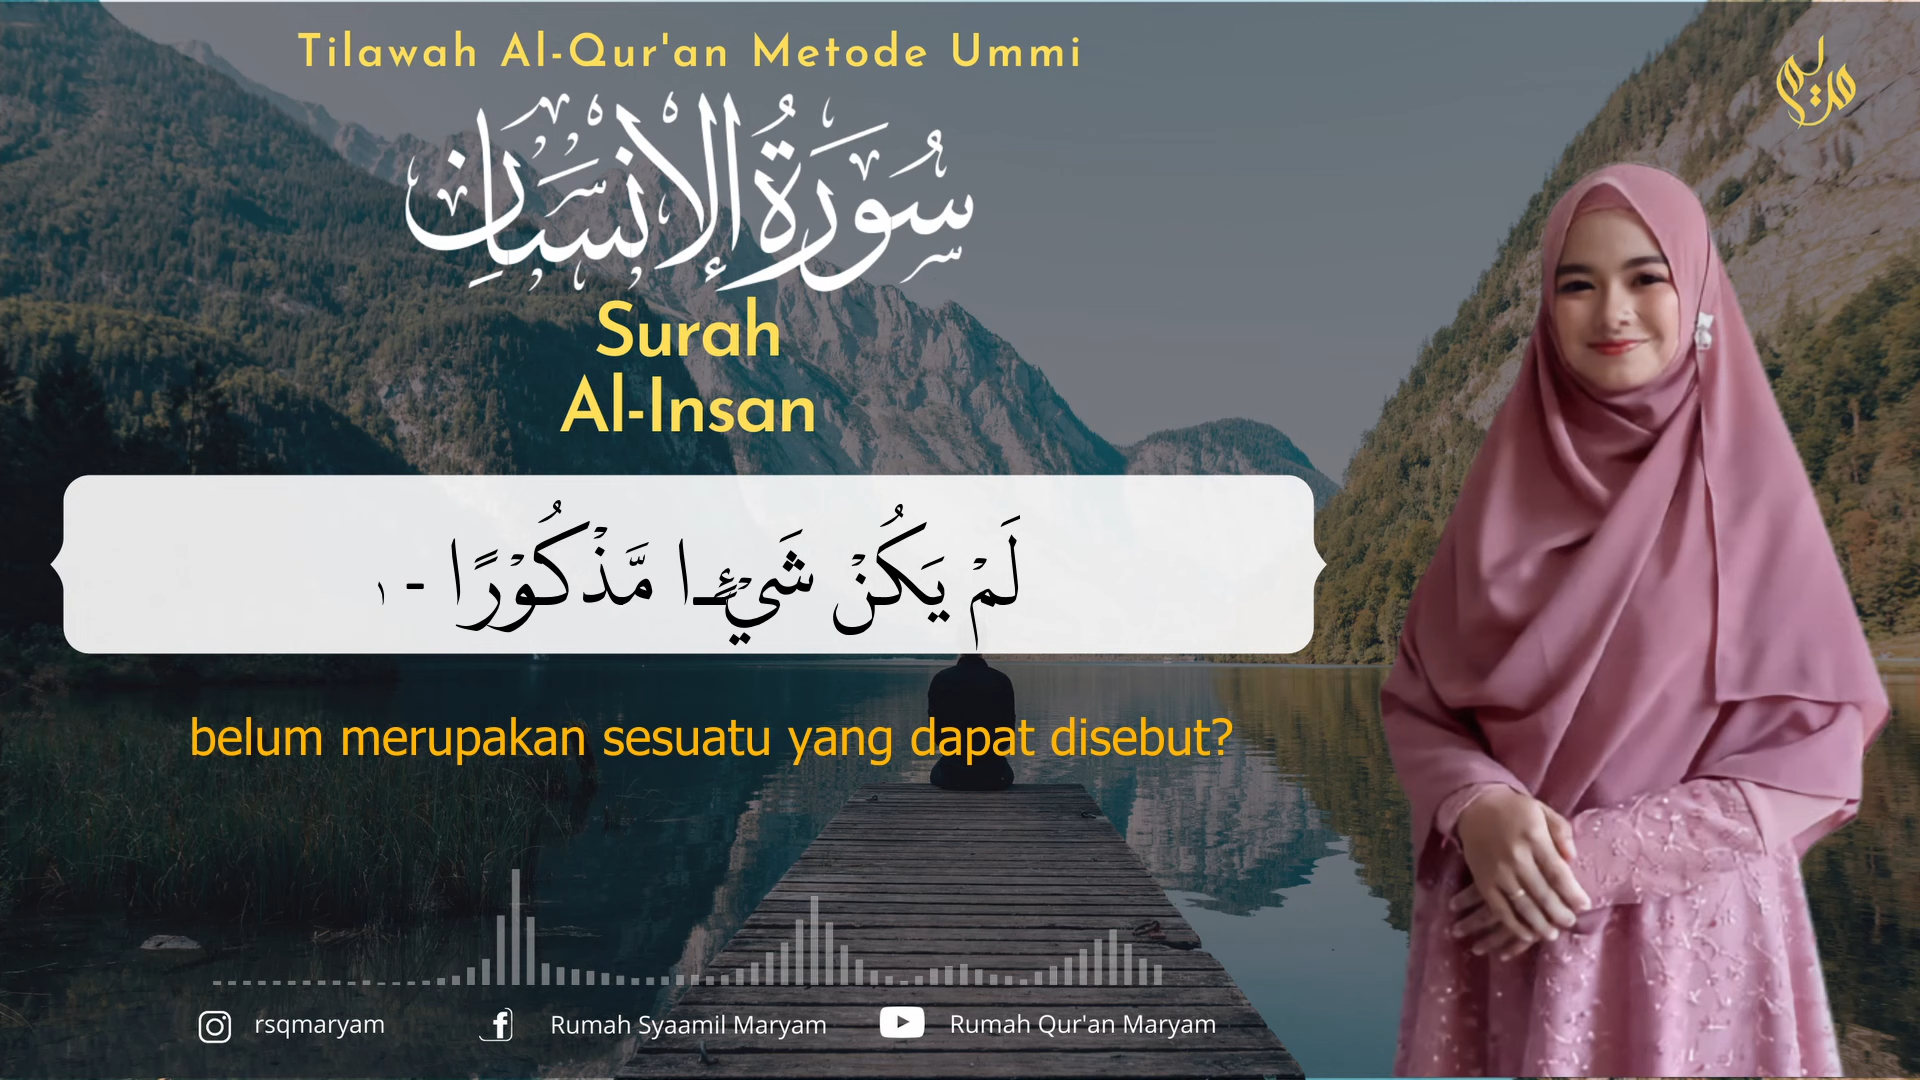 Tilawah Al-Qur'an Metode Ummi
سُورَةُ الإِنسَانِ
Surah
Al-Insan
لَمْ يَكُنْ شَيْـًٔا مَّذْكُوْرًا - ١
belum merupakan sesuatu yang dapat disebut?
rsqmaryam
Rumah Syaamil Maryam
Rumah Qur'an Maryam
مريم